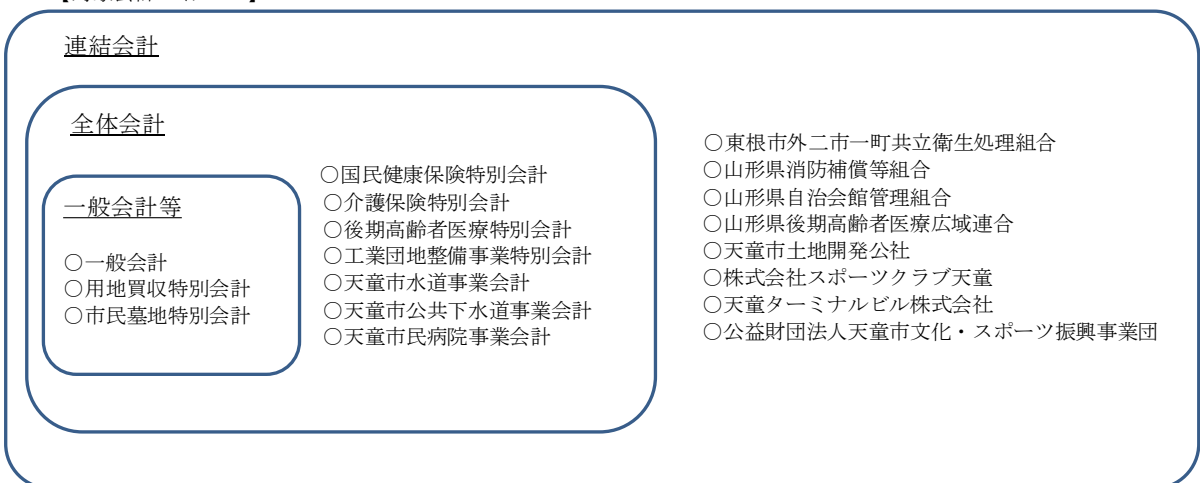 連結会計
全体会計
一般会計等
○一般会計
○用地買収特別会計
○市民墓地特別会計
○国民健康保険特別会計
○介護保険特別会計
○後期高齢者医療特別会計
○工業団地整備事業特別会計
○天童市水道事業会計
○天童市公共下水道事業会計
○天童市民病院事業会計
○東根市外二市一町共立衛生処理組合
○山形県消防補償等組合
○山形県自治会館管理組合
○山形県後期高齢者医療広域連合
○天童市土地開発公社
○株式会社スポーツクラブ天童
○天童ターミナルビル株式会社
○公益財団法人天童市文化・スポーツ振興事業団